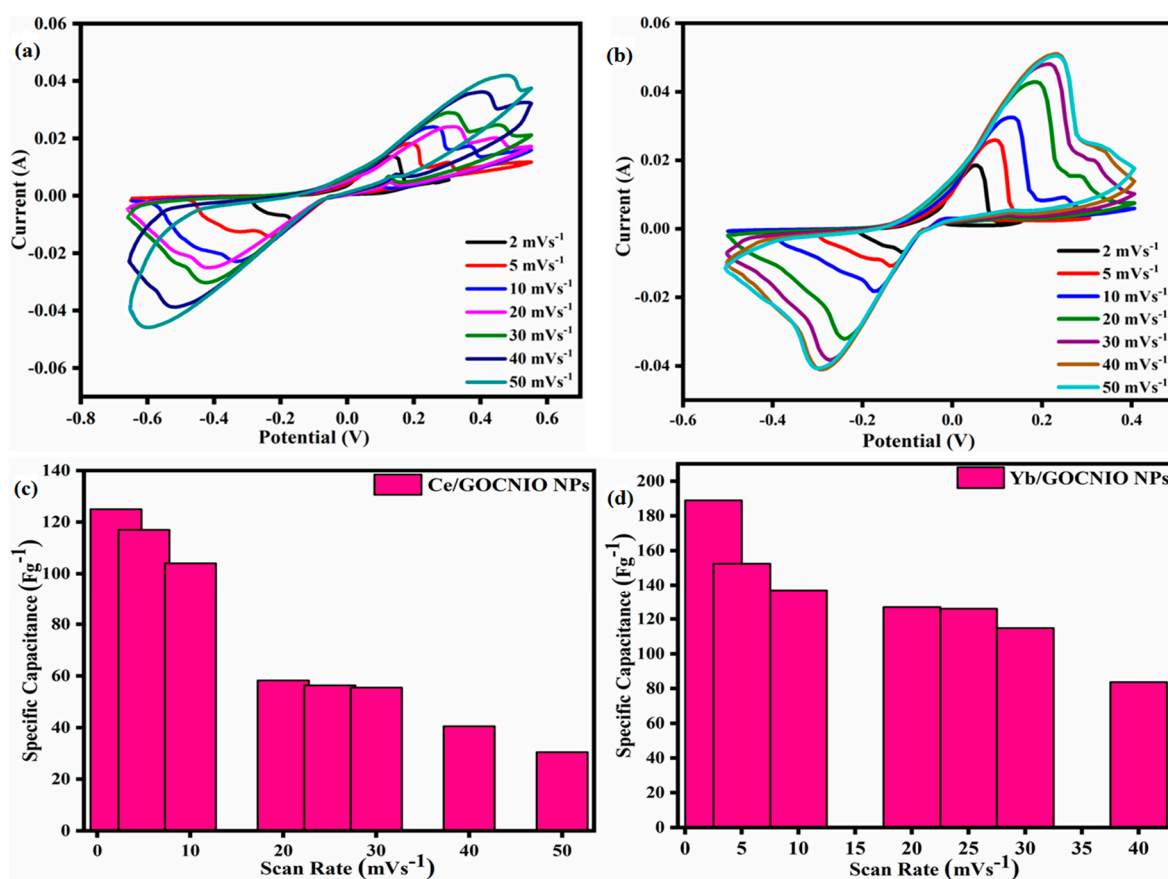 (a)
0.06
0.04
0.02
0.00
-0.02
-0.04
-0.06
Current (A)
-0.8 -0.6 -0.4 -0.2 0.0 0.2 0.4 0.6
Potential (V)
2 mVs⁻¹
5 mVs⁻¹
10 mVs⁻¹
20 mVs⁻¹
30 mVs⁻¹
40 mVs⁻¹
50 mVs⁻¹
(b)
0.06
0.04
0.02
0.00
-0.02
-0.04
Current (A)
-0.6 -0.4 -0.2 0.0 0.2 0.4
Potential (V)
2 mVs⁻¹
5 mVs⁻¹
10 mVs⁻¹
20 mVs⁻¹
30 mVs⁻¹
40 mVs⁻¹
50 mVs⁻¹
(c)
Ce/GOCNIO NPs
140
120
100
80
60
40
20
0
Specific Capacitance (Fg⁻¹)
0 10 20 30 40 50
Scan Rate (mVs⁻¹)
(d)
Yb/GOCNIO NPs
200
180
160
140
120
100
80
60
40
20
0
Specific Capacitance (Fg⁻¹)
0 5 10 15 20 25 30 35 40
Scan Rate (mVs⁻¹)